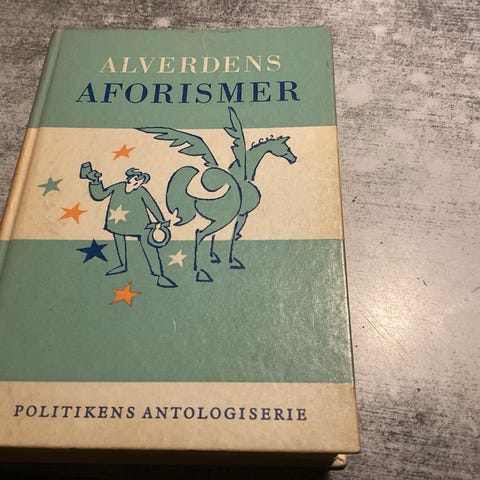 ALVERDENS
AFORISMER
POLITIKENS ANTOLOGISERIE